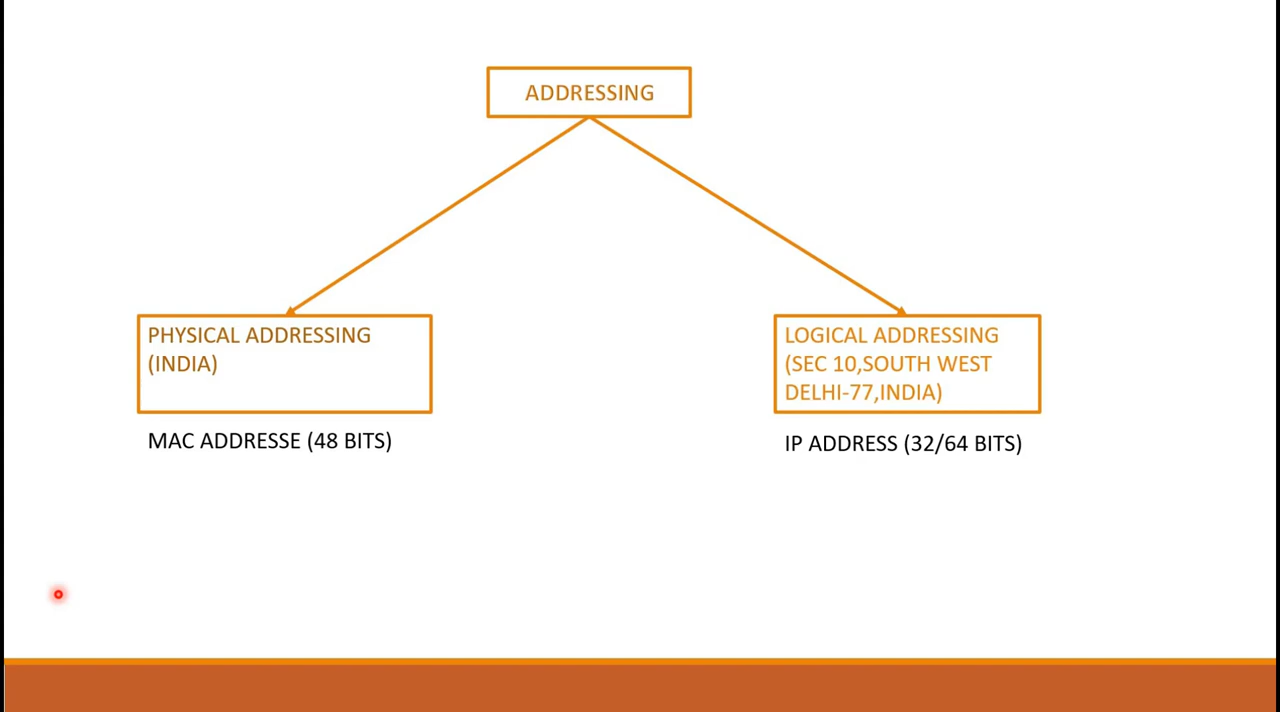 ADDRESSING
PHYSICAL ADDRESSING
(INDIA)
MAC ADDRESSE (48 BITS)
LOGICAL ADDRESSING
(SEC 10,SOUTH WEST
DELHI-77,INDIA)
IP ADDRESS (32/64 BITS)